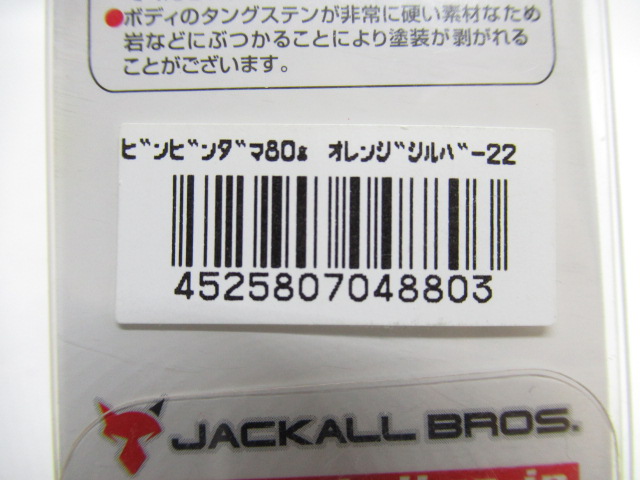 ●ボディのタングステンが非常に硬い素材なため
岩などにぶつかることにより塗装が剥がれる
ことがございます。
ﾋﾞﾝﾋﾞﾝﾀﾞﾏ80g ｵﾚﾝｼﾞｼﾙﾊﾞｰ22
4525807048803
JACKALL BROS.